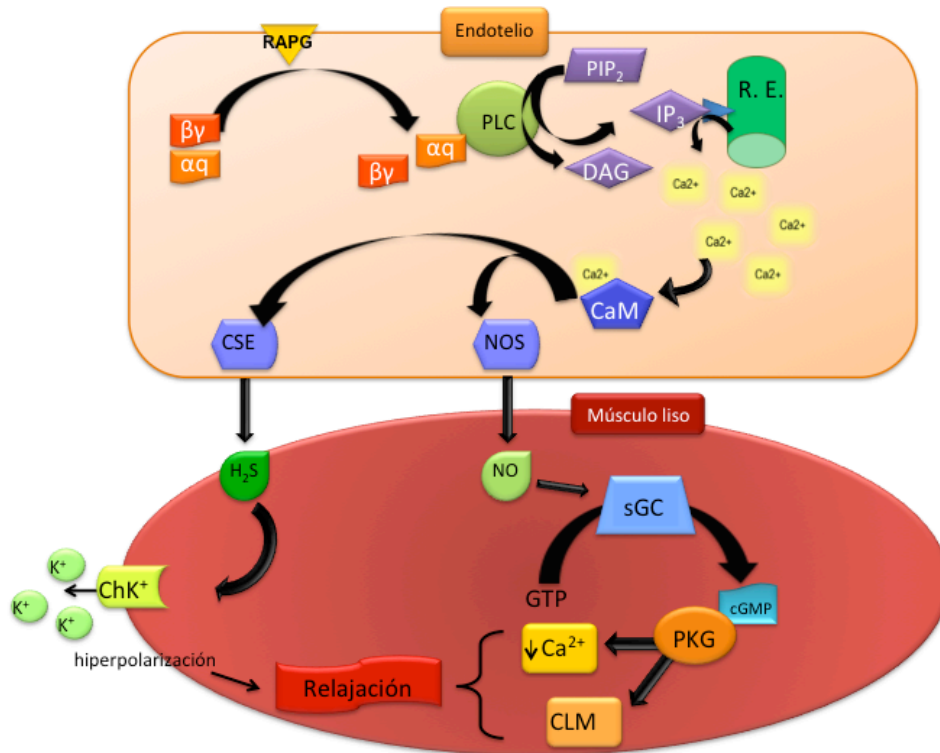 Endotelio
RAPG
PIP₂
R. E.
IP₃
PLC
βγ
αq
αq
βγ
DAG
Ca2+
Ca2+
Ca2+
Ca2+
Ca2+
Ca2+
CaM
CSE
NOS
Músculo liso
H₂S
NO
sGC
K⁺
ChK⁺
K⁺
K⁺
GTP
cGMP
PKG
↓Ca²⁺
hiperpolarización
Relajación
CLM